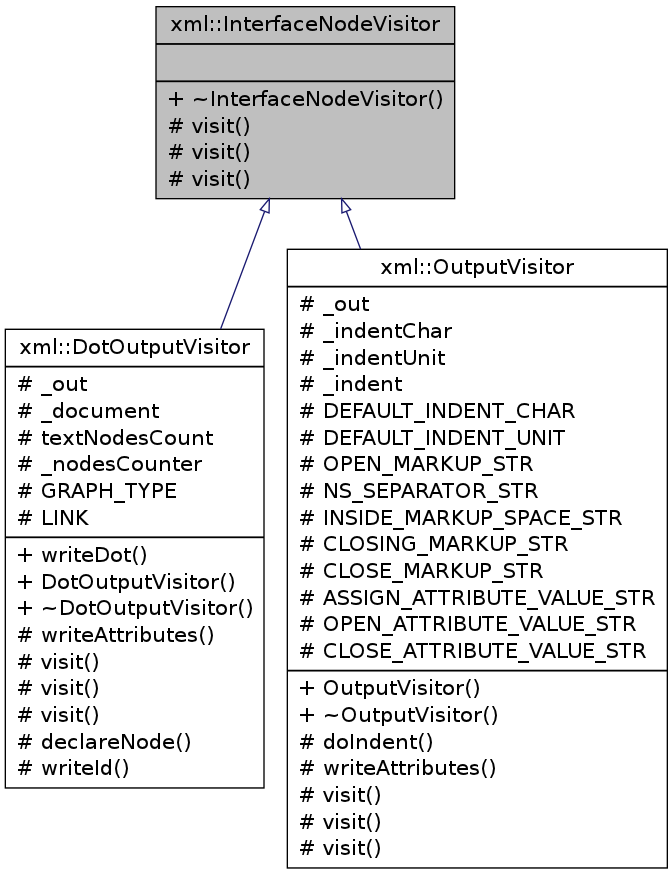 xml::InterfaceNodeVisitor
+ ~InterfaceNodeVisitor()
# visit()
# visit()
# visit()
xml::DotOutputVisitor
# _out
# _document
# textNodesCount
# _nodesCounter
# GRAPH_TYPE
# LINK
+ writeDot()
+ DotOutputVisitor()
+ ~DotOutputVisitor()
# writeAttributes()
# visit()
# visit()
# visit()
# declareNode()
# writeId()
xml::OutputVisitor
# _out
# _indentChar
# _indentUnit
# _indent
# DEFAULT_INDENT_CHAR
# DEFAULT_INDENT_UNIT
# OPEN_MARKUP_STR
# NS_SEPARATOR_STR
# INSIDE_MARKUP_SPACE_STR
# CLOSING_MARKUP_STR
# CLOSE_MARKUP_STR
# ASSIGN_ATTRIBUTE_VALUE_STR
# OPEN_ATTRIBUTE_VALUE_STR
# CLOSE_ATTRIBUTE_VALUE_STR
+ OutputVisitor()
+ ~OutputVisitor()
# doIndent()
# writeAttributes()
# visit()
# visit()
# visit()